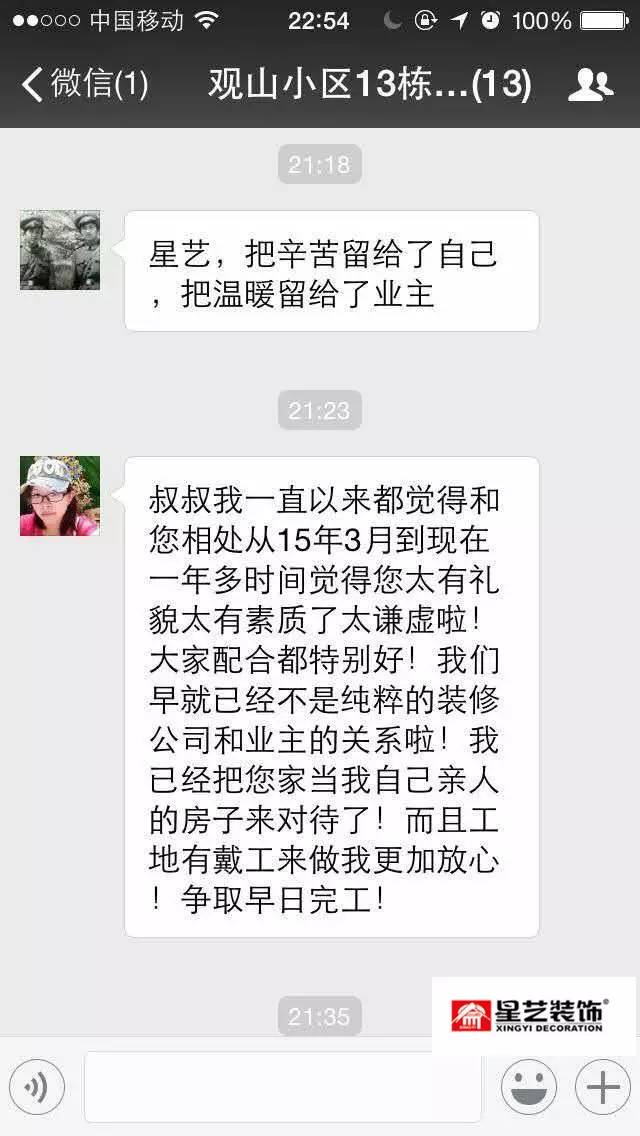 中国移动 22:54 100%
微信(1) 观山小区13栋...(13)
21:18
星艺，把辛苦留给了自己
，把温暖留给了业主
21:23
叔叔我一直以来都觉得和
您相处从15年3月到现在
一年多时间觉得您太有礼
貌太有素质了太谦虚啦！
大家配合都特别好！我们
早就已经不是纯粹的装修
公司和业主的关系啦！我
已经把您家当我自己亲人
的房子来对待了！而且工
地有戴工来做我更加放心
！争取早日完工！
21:35
星艺装饰®
XINGYI DECORATION